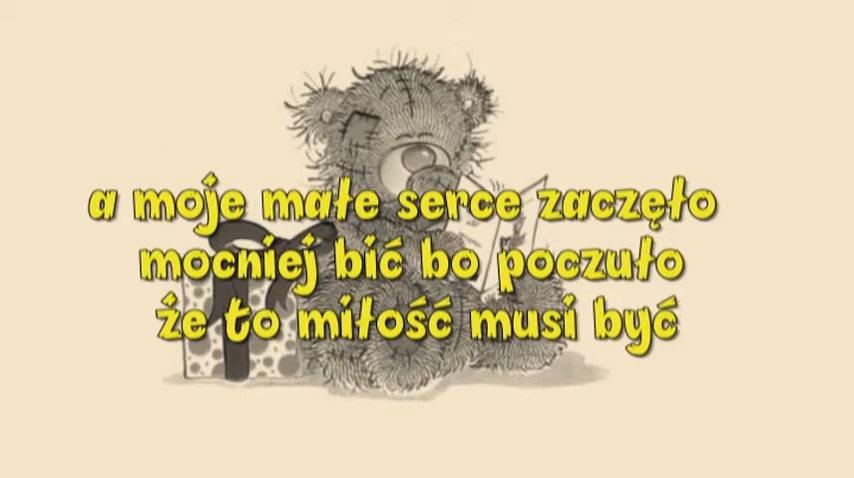 a moje małe serce zaczęło
mocniej bić bo poczuło
że to miłość musi być